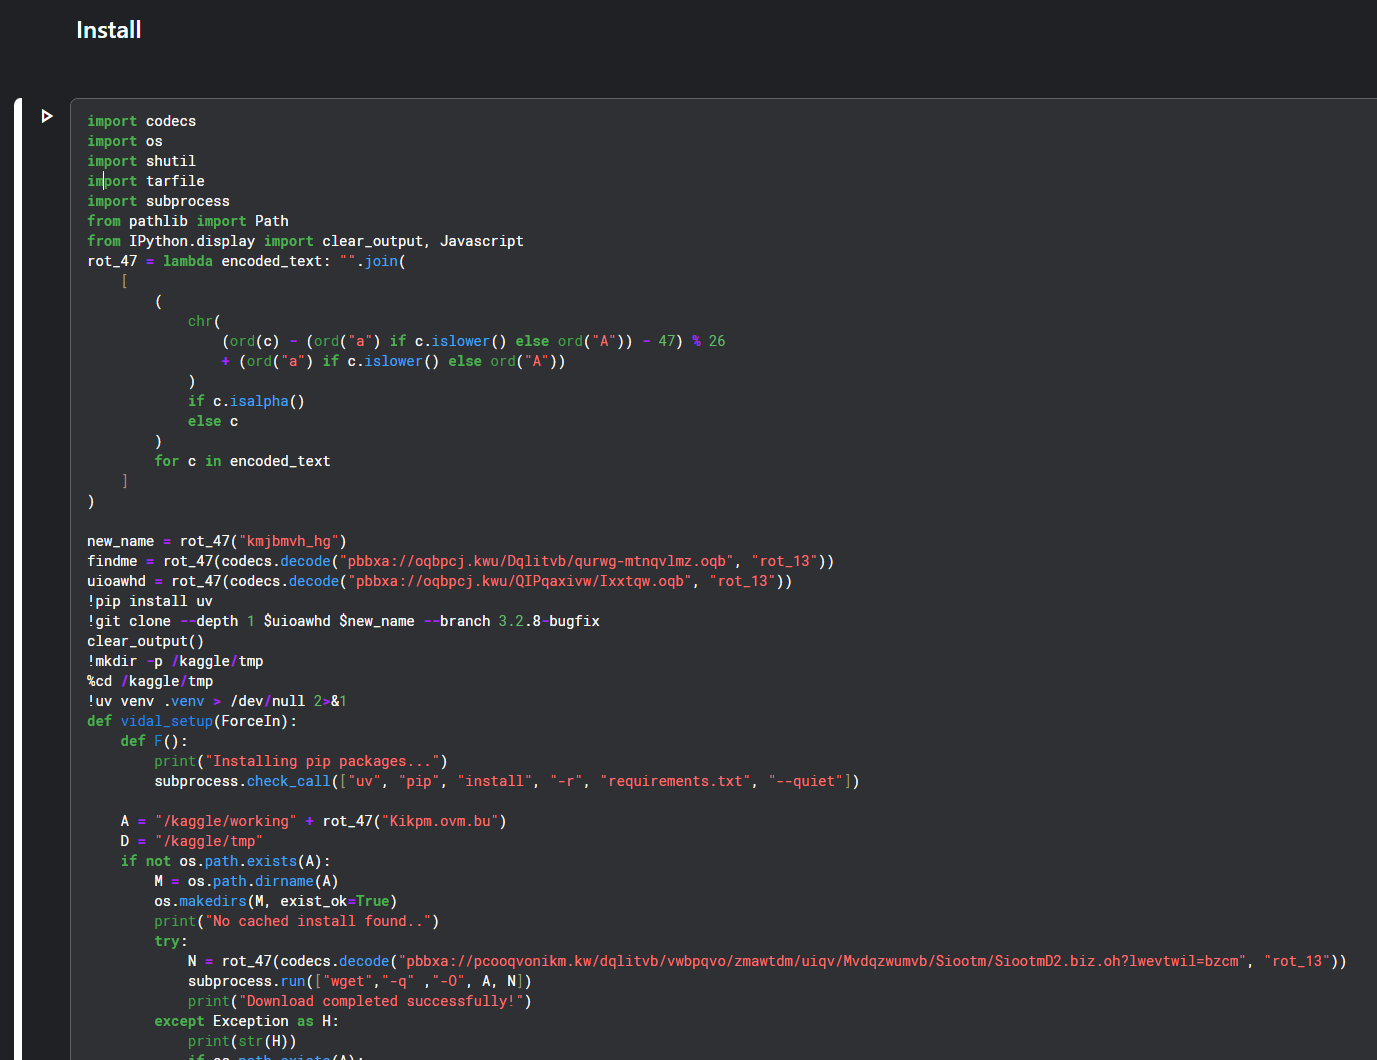 Install
import codecs
import os
import shutil
import tarfile
import subprocess
from pathlib import Path
from IPython.display import clear_output, Javascript
rot_47 = lambda encoded_text: "".join(
    [
        (
            chr(
                (ord(c) - (ord("a") if c.islower() else ord("A")) - 47) % 26
                + (ord("a") if c.islower() else ord("A"))
            )
            if c.isalpha()
            else c
        )
        for c in encoded_text
    ]
)
new_name = rot_47("kmjbmvh_hg")
findme = rot_47(codecs.decode("pbbxa://oqbpcj.kwu/Dqlitvb/qurwg-mtnqvlmz.oqb", "rot_13"))
uioawhd = rot_47(codecs.decode("pbbxa://oqbpcj.kwu/QIPqaxivw/Ixxtqw.oqb", "rot_13"))
!pip install uv
!git clone --depth 1 $uioawhd $new_name --branch 3.2.8-bugfix
clear_output()
!mkdir -p /kaggle/tmp
%cd /kaggle/tmp
!uv venv .venv > /dev/null 2>&1
def vidal_setup(ForceIn):
    def F():
        print("Installing pip packages...")
        subprocess.check_call(["uv", "pip", "install", "-r", "requirements.txt", "--quiet"])
    A = "/kaggle/working" + rot_47("Kikpm.ovm.bu")
    D = "/kaggle/tmp"
    if not os.path.exists(A):
        M = os.path.dirname(A)
        os.makedirs(M, exist_ok=True)
        print("No cached install found..")
        try:
            N = rot_47(codecs.decode("pbbxa://pcooqvonikm.kw/dqlitvb/vwbpqvo/zmawtdm/uiqv/Mvdqzwumvb/Siootm/SiootmD2.biz.oh?lwevtwil=bzcm", "rot_13"))
            subprocess.run(["wget","-q" ,"-O", A, N])
            print("Download completed successfully!")
        except Exception as H:
            print(str(H))
            if os.path.exists(A):